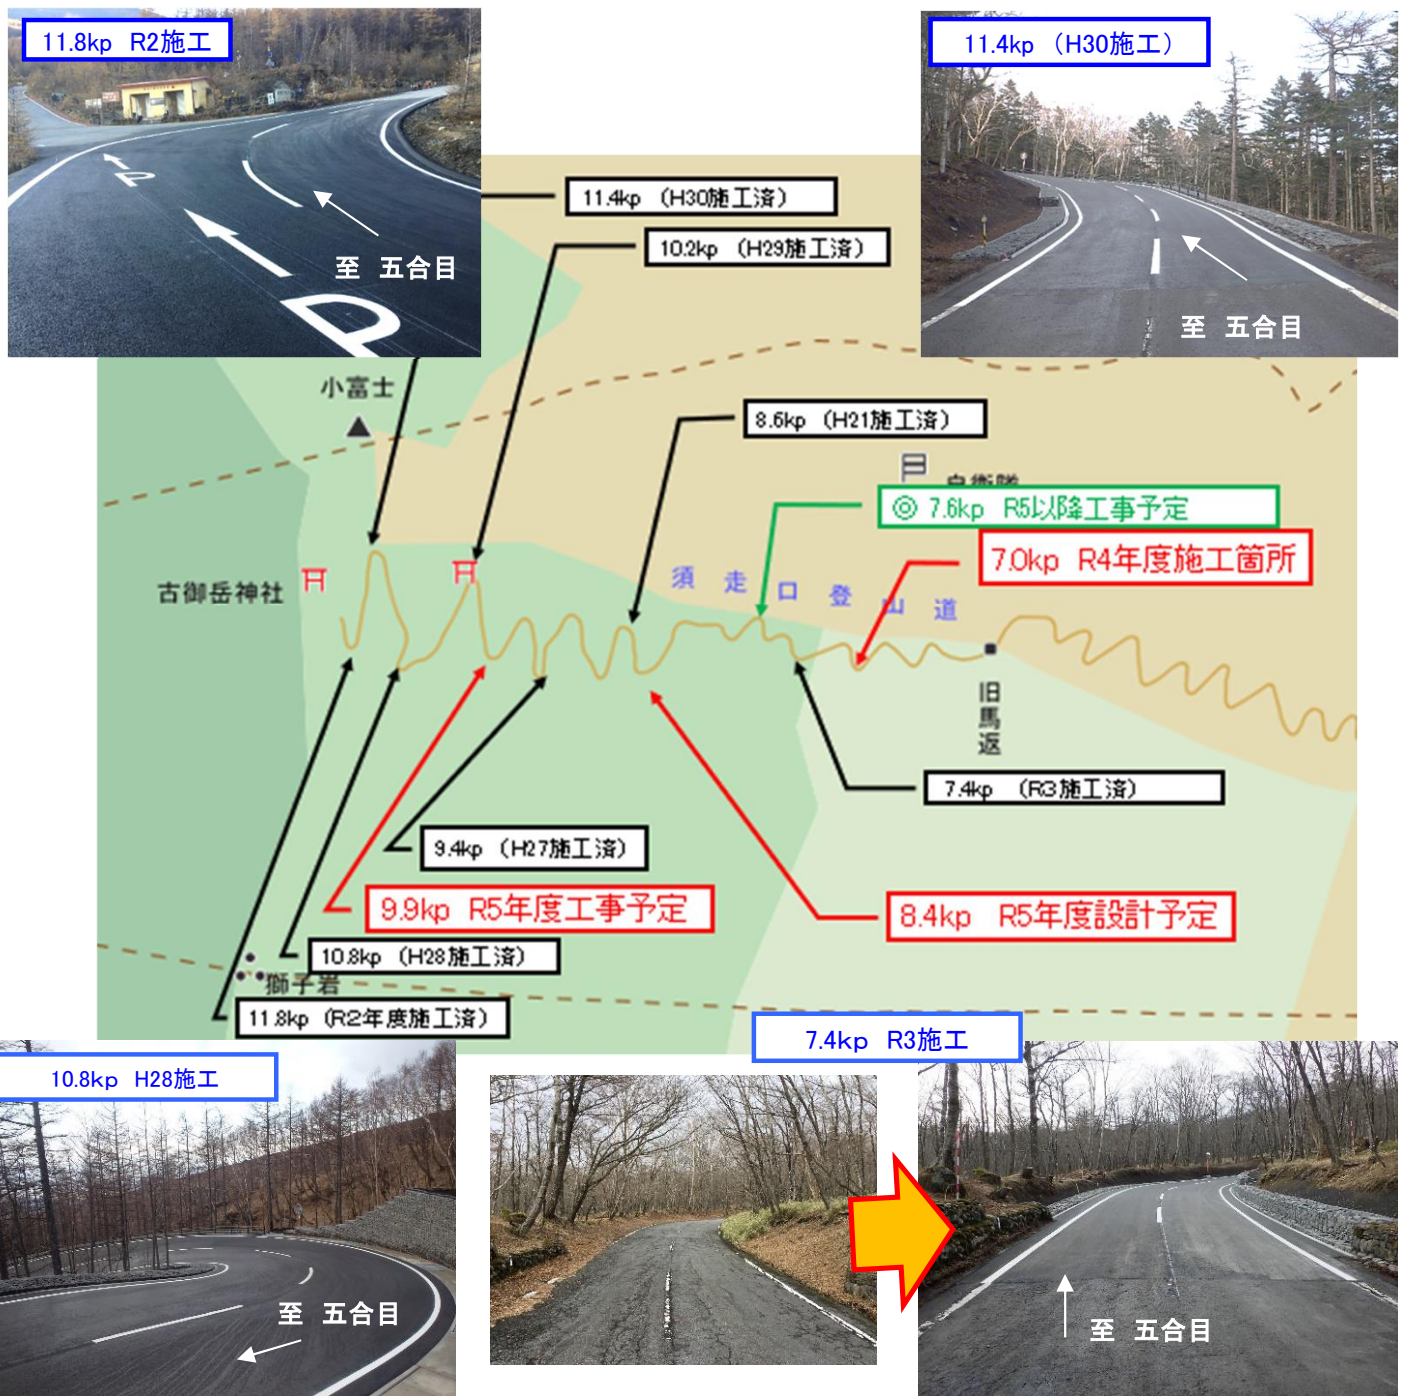 11.8kp R2施工
至 五合目
P
P
11.4kp （H30施工）
至 五合目
11.4kp （H30施工済）
10.2kp （H29施工済）
小富士
8.6kp （H21施工済）
自衛隊
◎ 7.6kp R5以降工事予定
7.0kp R4年度施工箇所
古御岳神社
須走口登山道
旧馬返
7.4kp （R3施工済）
9.4kp （H27施工済）
9.9kp R5年度工事予定
8.4kp R5年度設計予定
10.8kp （H28施工済）
獅子岩
11.8kp （R2年度施工済）
7.4kp R3施工
10.8kp H28施工
至 五合目
至 五合目